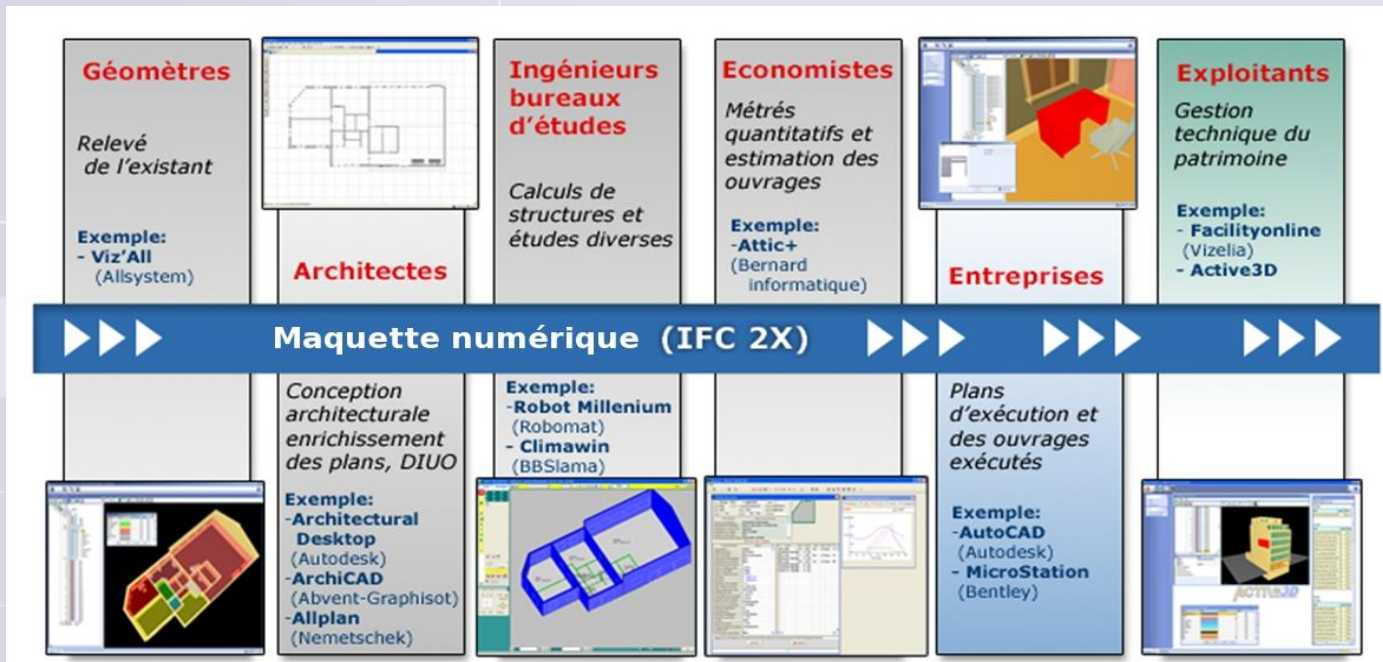 Géomètres
Relevé
de l'existant
Exemple:
- Viz'All
(Allsystem)
Architectes
Ingénieurs
bureaux
d'études
Calculs de
structures et
études diverses
Economistes
Métrés
quantitatifs et
estimation des
ouvrages
Exemple:
-Attic+
(Bernard
informatique)
Entreprises
Exploitants
Gestion
technique du
patrimoine
Exemple:
- Facilityonline
(Vizelia)
- Active3D
Maquette numérique (IFC 2X)
Conception
architecturale
enrichissement
des plans, DIUO
Exemple:
-Architectural
Desktop
(Autodesk)
-ArchiCAD
(Abvent-Graphisot)
-Allplan
(Nemetschek)
Exemple:
-Robot Millenium
(Robomat)
- Climawin
(BBSlama)
Plans
d'exécution et
des ouvrages
exécutés
Exemple:
-AutoCAD
(Autodesk)
- MicroStation
(Bentley)
ACTIVE3D